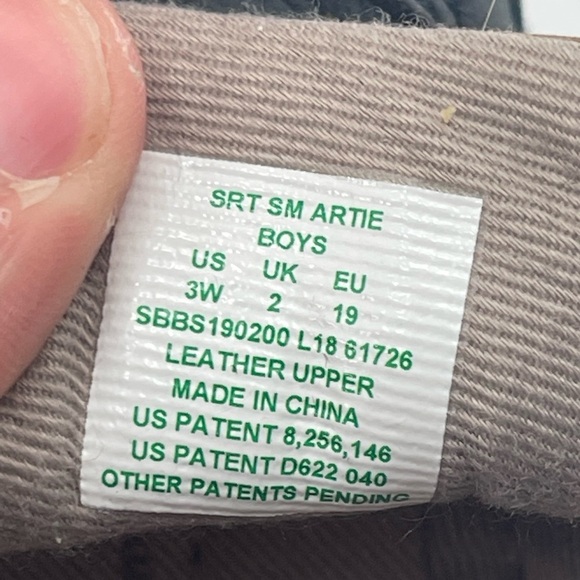 SRT SM ARTIE
BOYS
US UK EU
3W 2 19
SBBS190200 L18 61726
LEATHER UPPER
MADE IN CHINA
US PATENT 8,256,146
US PATENT D622 040
OTHER PATENTS PENDING